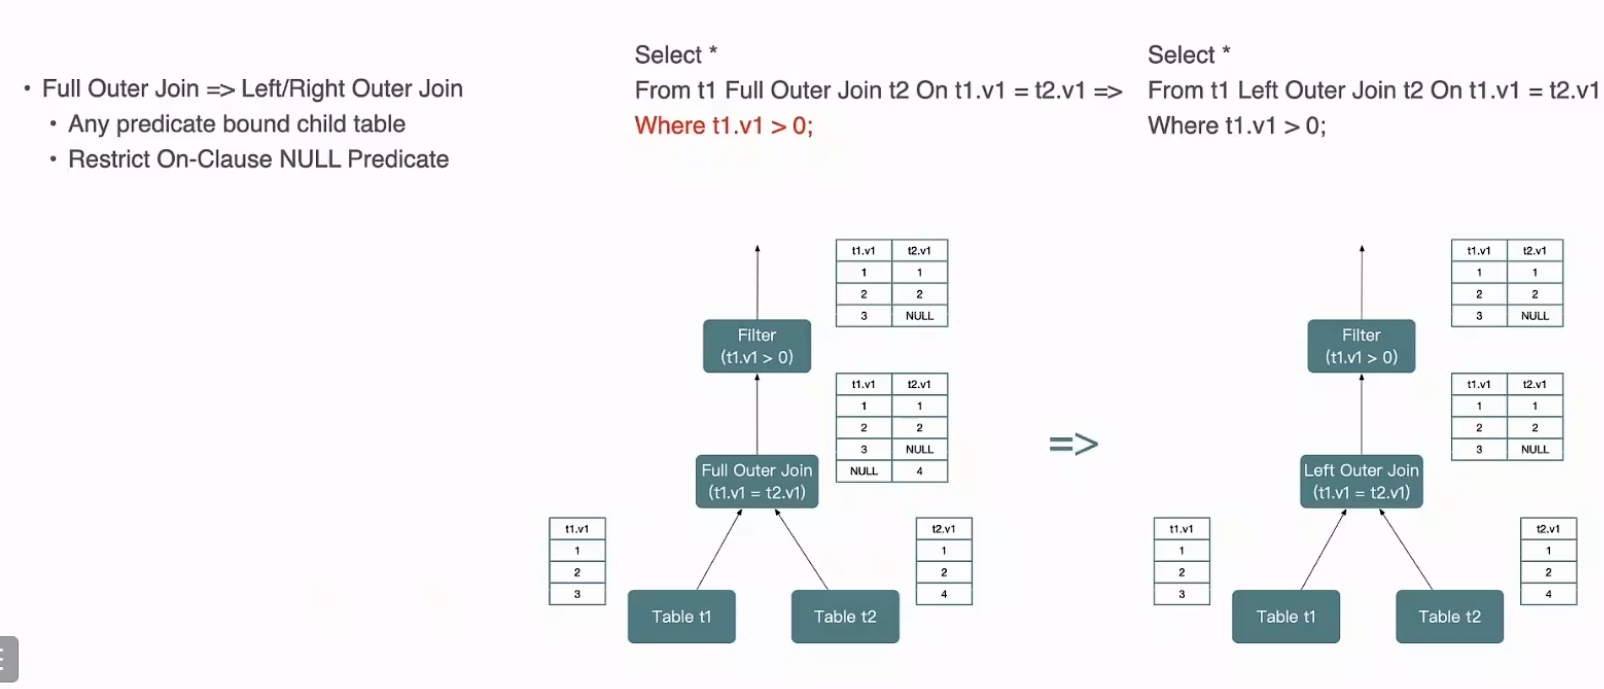 • Full Outer Join => Left/Right Outer Join
• Any predicate bound child table
• Restrict On-Clause NULL Predicate
Select *
From t1 Full Outer Join t2 On t1.v1 = t2.v1 =>
Where t1.v1 > 0;
Select *
From t1 Left Outer Join t2 On t1.v1 = t2.v1
Where t1.v1 > 0;
t1.v1 t2.v1
1 1
2 2
3 NULL
Filter
(t1.v1 > 0)
t1.v1 t2.v1
1 1
2 2
3 NULL
NULL 4
Full Outer Join
(t1.v1 = t2.v1)
t1.v1
1
2
3
t2.v1
1
2
4
Table t1
Table t2
=>
t1.v1 t2.v1
1 1
2 2
3 NULL
Filter
(t1.v1 > 0)
t1.v1 t2.v1
1 1
2 2
3 NULL
Left Outer Join
(t1.v1 = t2.v1)
t1.v1
1
2
3
t2.v1
1
2
4
Table t1
Table t2